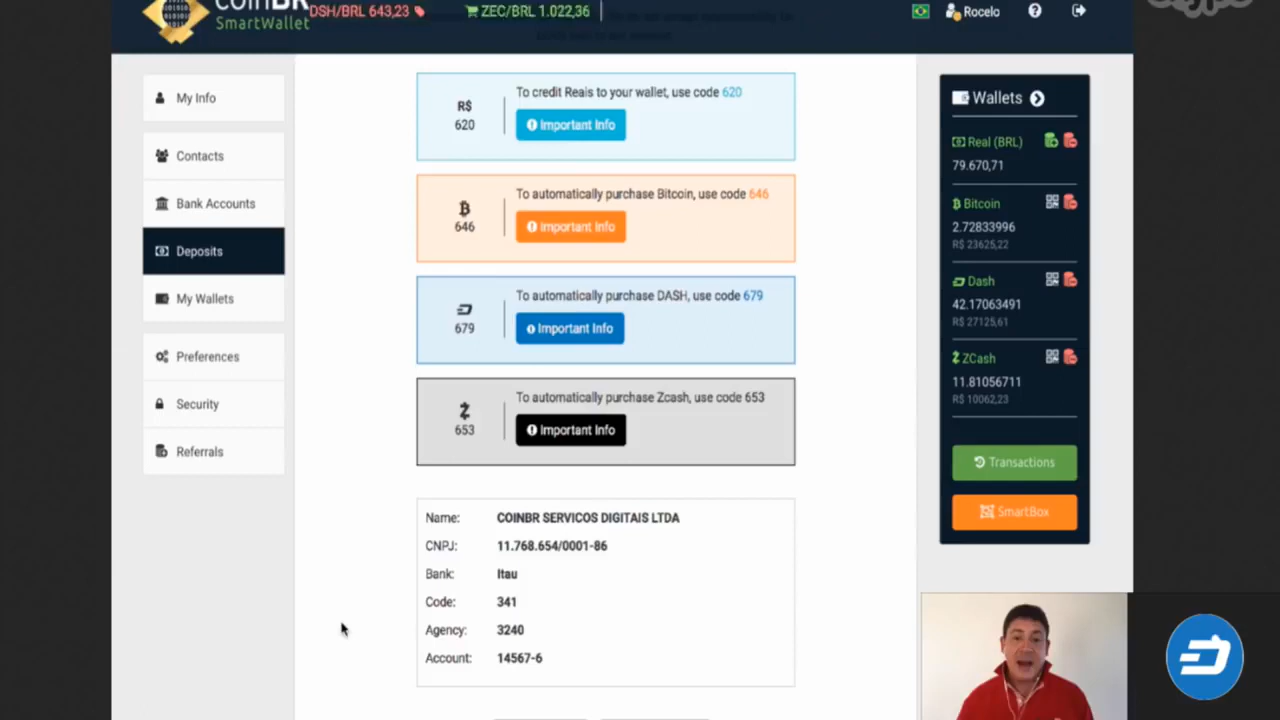 coinBR
SmartWallet
DSH/BRL 643,23
ZEC/BRL 1.022,36
Rocelo
My Info
Contacts
Bank Accounts
Deposits
My Wallets
Preferences
Security
Referrals
R$
620
To credit Reais to your wallet, use code 620
Important Info
646
To automatically purchase Bitcoin, use code 646
Important Info
679
To automatically purchase DASH, use code 679
Important Info
653
To automatically purchase Zcash, use code 653
Important Info
Name: COINBR SERVICOS DIGITAIS LTDA
CNPJ: 11.768.654/0001-86
Bank: Itau
Code: 341
Agency: 3240
Account: 14567-6
Wallets
Real (BRL)
79.670,71
Bitcoin
2.72833996
R$ 23625,22
Dash
42.17063491
R$ 27125,61
ZCash
11.81056711
R$ 10062,23
Transactions
SmartBox